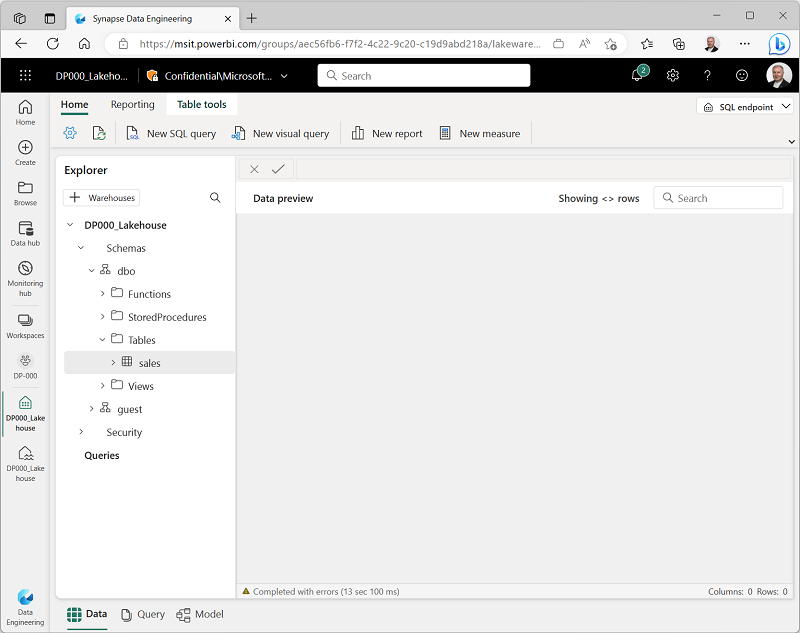 Synapse Data Engineering
https://msit.powerbi.com/groups/aec56fb6-f7f2-4c22-9c20-c19d9abd218a/lakeware...
DP000_Lakeho... Confidential\Microsoft... Search 2
Home Reporting Table tools SQL endpoint
New SQL query New visual query New report New measure
Home
Create
Browse
Data hub
Monitoring
hub
Workspaces
DP-000
DP000_Lake
house
DP000_Lake
house
Data
Engineering
Explorer
Warehouses
DP000_Lakehouse
Schemas
dbo
Functions
StoredProcedures
Tables
sales
Views
guest
Security
Queries
Data preview Showing <> rows Search
Completed with errors (13 sec 100 ms) Columns: 0 Rows: 0
Data Query Model